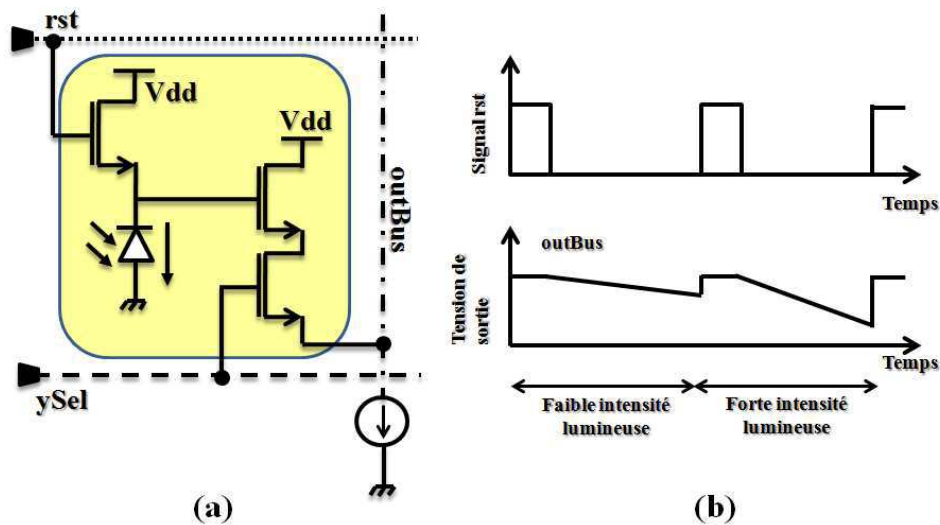 rst
Vdd
Vdd
outBus
ySel
(a)
Signal rst
Temps
outBus
Tension de
sortie
Temps
Faible intensité
lumineuse
Forte intensité
lumineuse
(b)